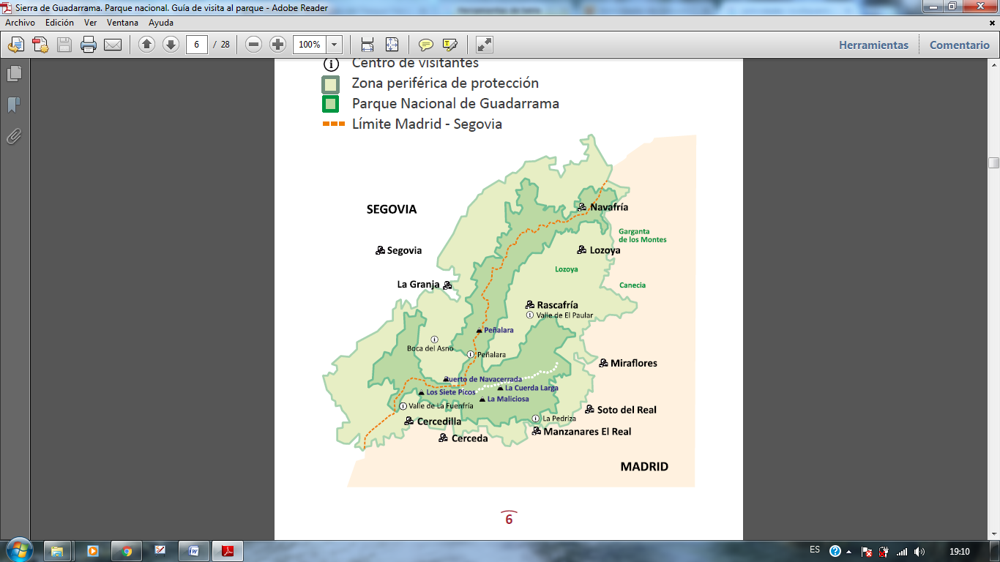 Sierra de Guadarrama. Parque nacional. Guía de visita al parque - Adobe Reader
Archivo Edición Ver Ventana Ayuda
6 / 28 100% Herramientas Comentario
Centro de visitantes
Zona periférica de protección
Parque Nacional de Guadarrama
Límite Madrid - Segovia
SEGOVIA
Navafría
Garganta
de los Montes
Segovia
Lozoya
Lozoya
La Granja
Canecia
Rascafría
Valle de El Paular
Peñalara
Boca del Asno
Peñalara
Miraflores
Puerto de Navacerrada
La Cuerda Larga
Los Siete Picos
La Maliciosa
Valle de La Fuenfría
Soto del Real
La Pedriza
Cercedilla
Manzanares El Real
Cerceda
MADRID
6
ES 19:10